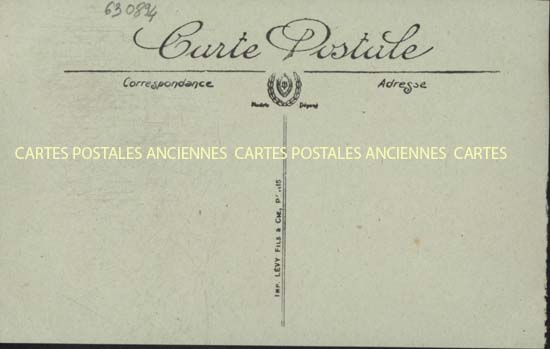 63 0894
Carte Postale
Correspondance Adresse
Modèle Déposé
CARTES POSTALES ANCIENNES CARTES POSTALES ANCIENNES CARTES
IMP. LÉVY FILS & CIE, PARIS